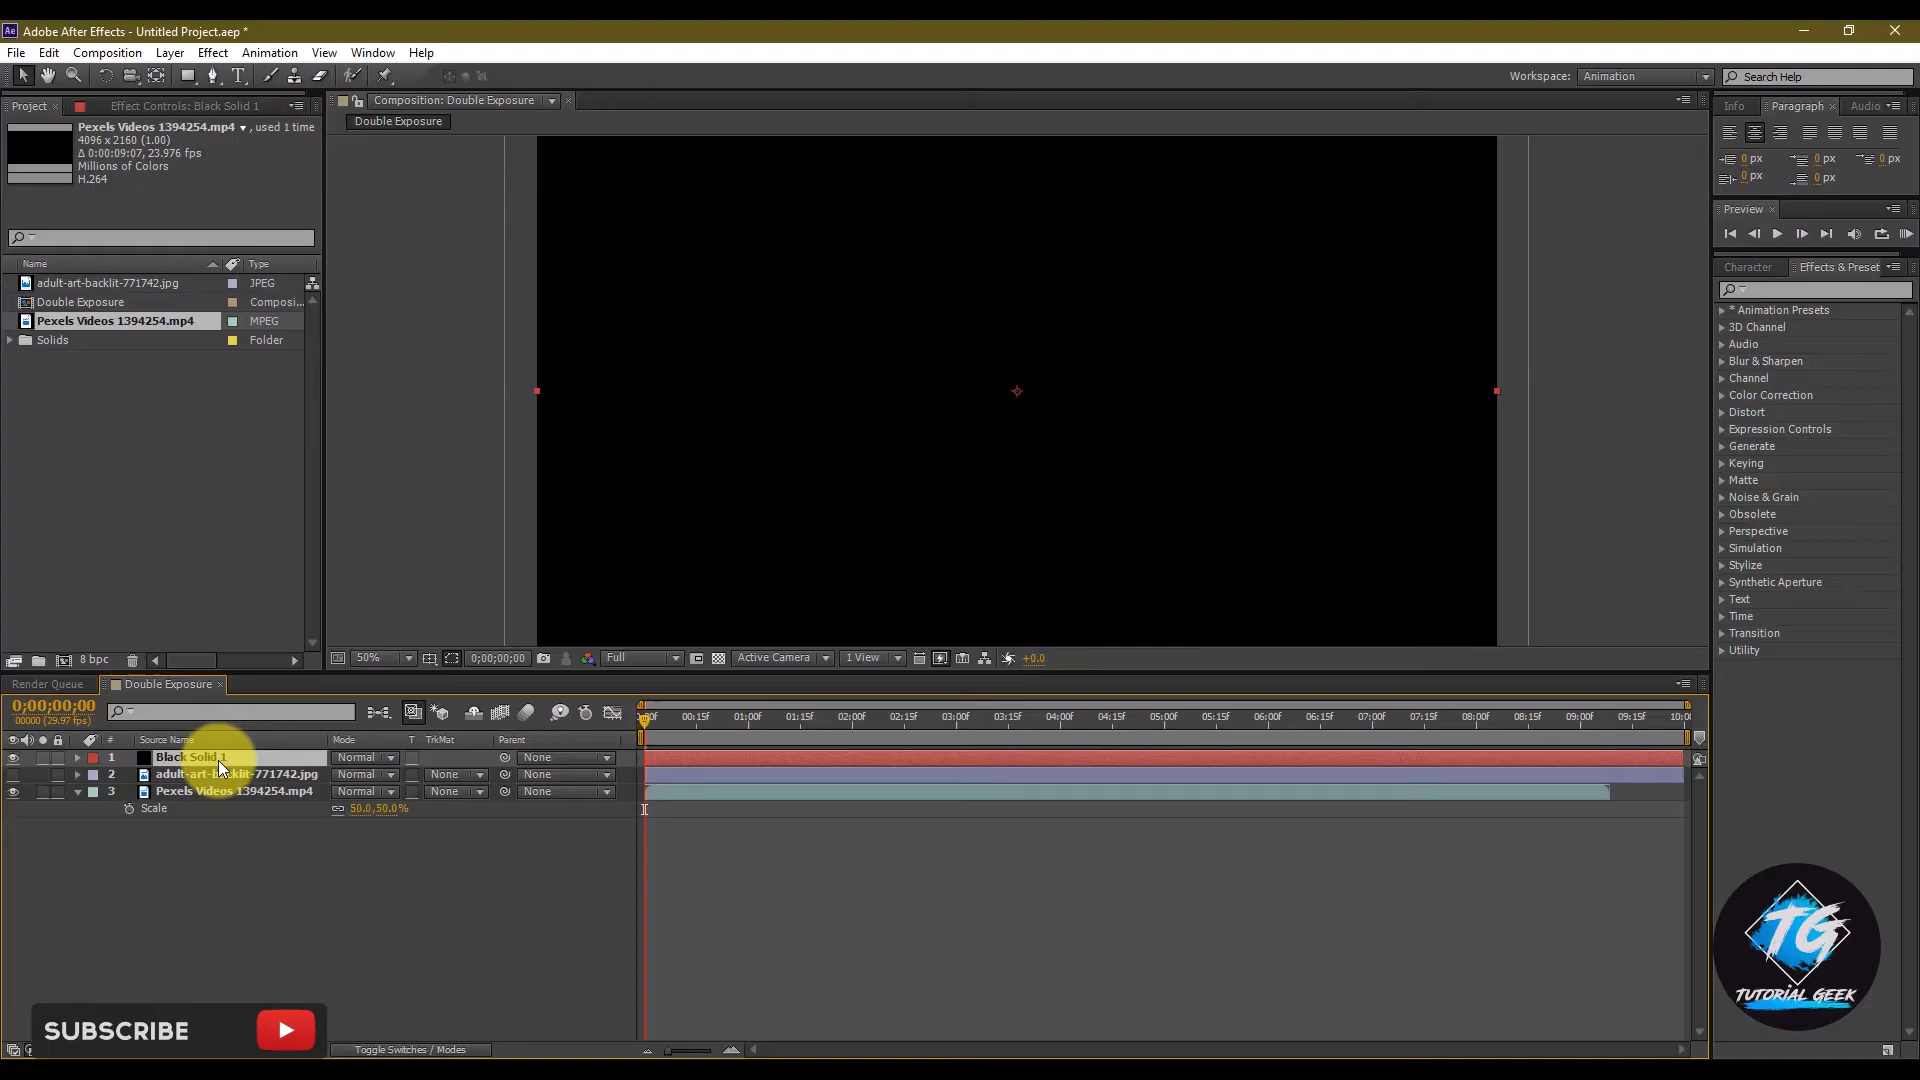 Ae Adobe After Effects - Untitled Project.aep *
File Edit Composition Layer Effect Animation View Window Help
Workspace: Animation Search Help
Project Effect Controls: Black Solid 1
Pexels Videos 1394254.mp4 , used 1 time
4096 x 2160 (1.00)
Δ 0:00:09:07, 23.976 fps
Millions of Colors
H.264
Name Type
adult-art-backlit-771742.jpg JPEG
Double Exposure Composi...
Pexels Videos 1394254.mp4 MPEG
Solids Folder
8 bpc
Composition: Double Exposure
Double Exposure
50% 0;00;00;00 Full Active Camera 1 View +0.0
Info Paragraph Audio
0 px 0 px 0 px
0 px 0 px
Preview
Character Effects & Preset
* Animation Presets
3D Channel
Audio
Blur & Sharpen
Channel
Color Correction
Distort
Expression Controls
Generate
Keying
Matte
Noise & Grain
Obsolete
Perspective
Simulation
Stylize
Synthetic Aperture
Text
Time
Transition
Utility
Render Queue Double Exposure
0;00;00;00
00000 (29.97 fps)
00:15f 01:00f 01:15f 02:00f 02:15f 03:00f 03:15f 04:00f 04:15f 05:00f 05:15f 06:00f 06:15f 07:00f 07:15f 08:00f 08:15f 09:00f 09:15f
# Source Name Mode T TrkMat Parent
1 Black Solid 1 Normal None
2 adult-art-backlit-771742.jpg Normal None None
3 Pexels Videos 1394254.mp4 Normal None None
Scale 50.0,50.0%
Toggle Switches / Modes
SUBSCRIBE
TG
TUTORIAL GEEK